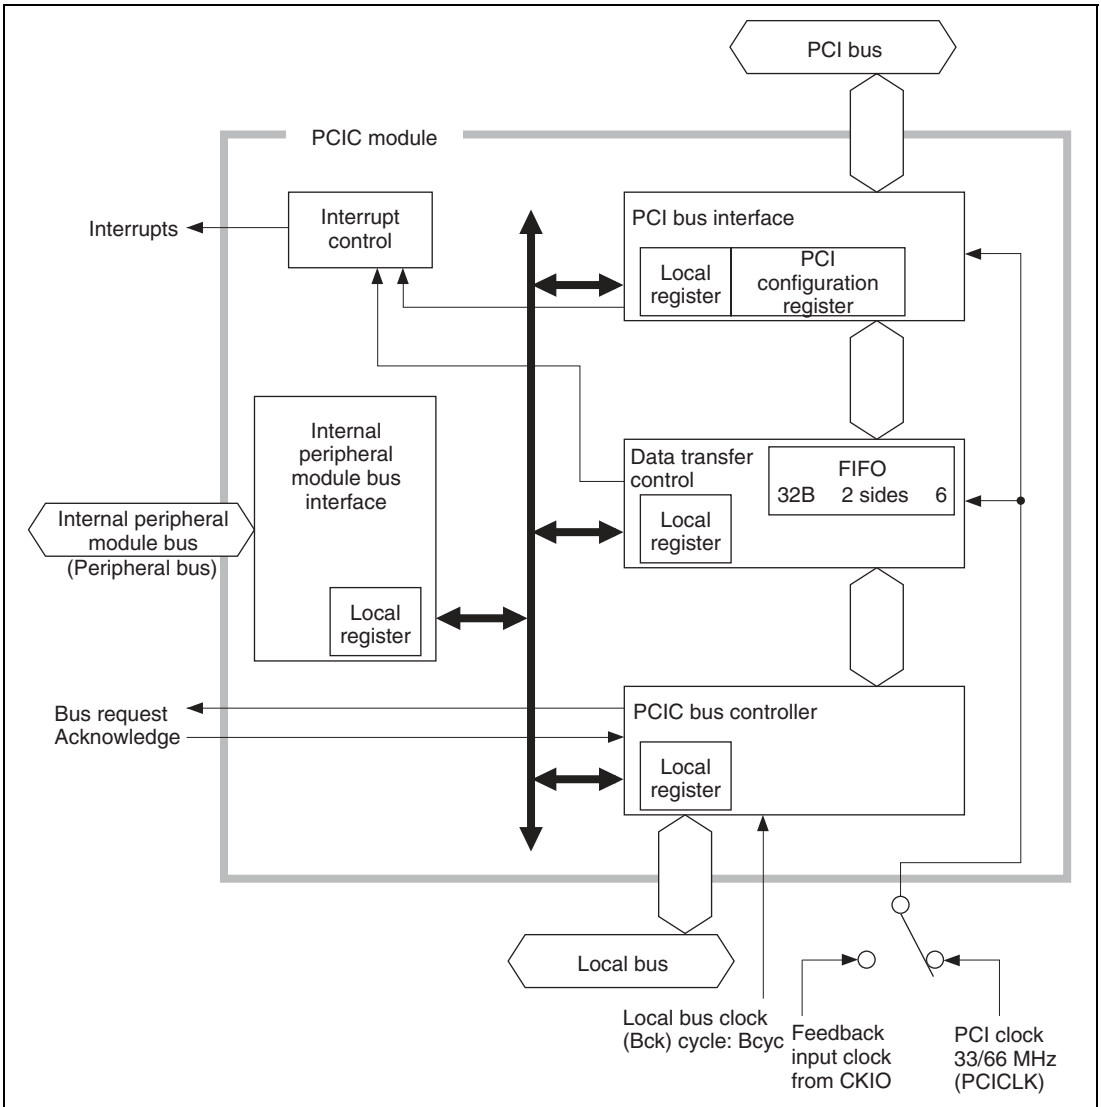 PCI bus
PCIC module
Interrupts
Interrupt
control
PCI bus interface
Local
register
PCI
configuration
register
Internal
peripheral
module bus
interface
Data transfer
control
FIFO
32B 2 sides 6
Local
register
Internal peripheral
module bus
(Peripheral bus)
Local
register
Bus request
Acknowledge
PCIC bus controller
Local
register
Local bus
Local bus clock
(Bck) cycle: Bcyc
Feedback
input clock
from CKIO
PCI clock
33/66 MHz
(PCICLK)